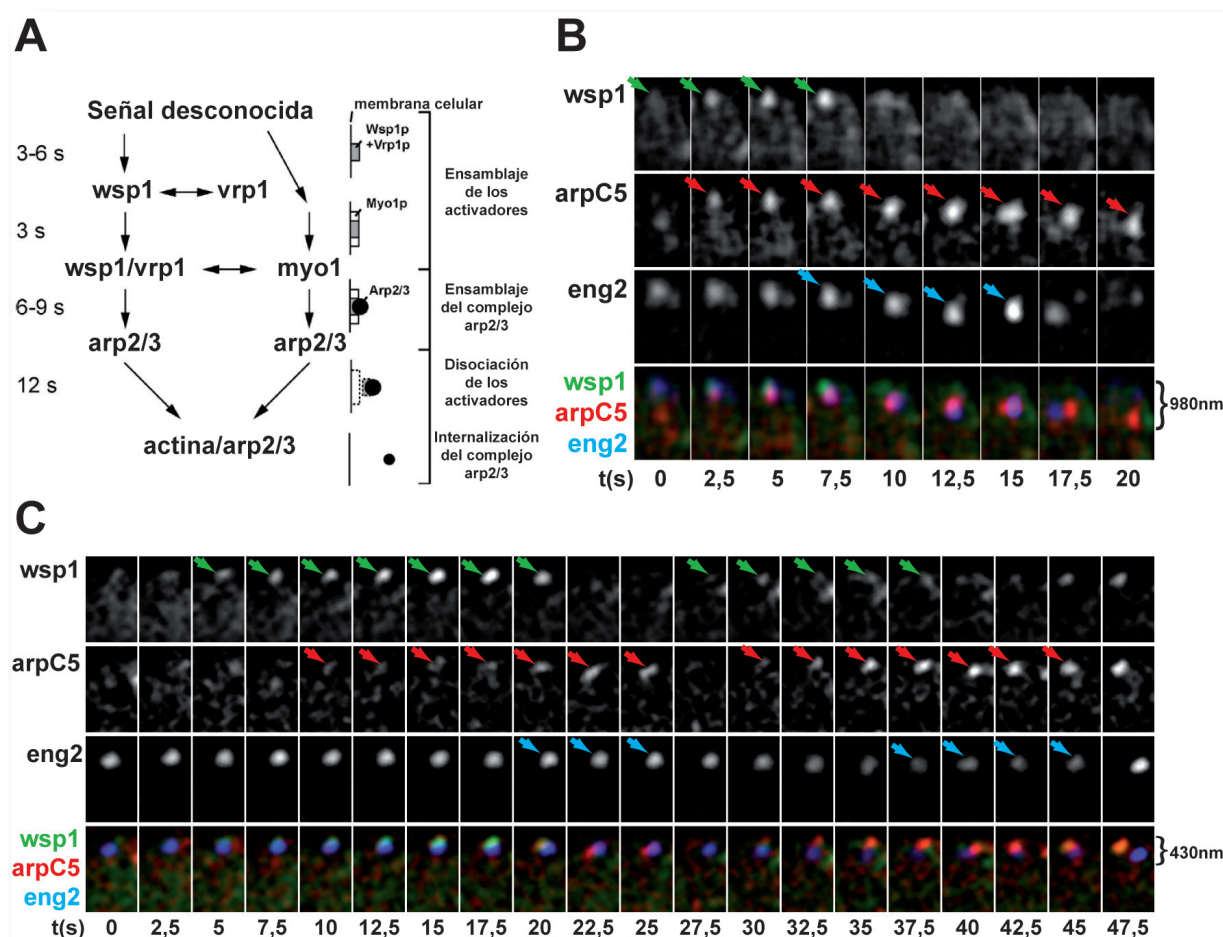 A
Señal desconocida
3-6 s
wsp1
vrp1
3 s
wsp1/vrp1
myo1
6-9 s
arp2/3
arp2/3
12 s
actina/arp2/3
membrana celular
Wsp1p
+Vrp1p
Myo1p
Arp2/3
Ensamblaje
de los
activadores
Ensamblaje
del complejo
arp2/3
Disociación
de los
activadores
Internalización
del complejo
arp2/3
B
wsp1
arpC5
eng2
wsp1
arpC5
eng2
980nm
t(s) 0 2,5 5 7,5 10 12,5 15 17,5 20
C
wsp1
arpC5
eng2
wsp1
arpC5
eng2
430nm
t(s) 0 2,5 5 7,5 10 12,5 15 17,5 20 22,5 25 27,5 30 32,5 35 37,5 40 42,5 45 47,5